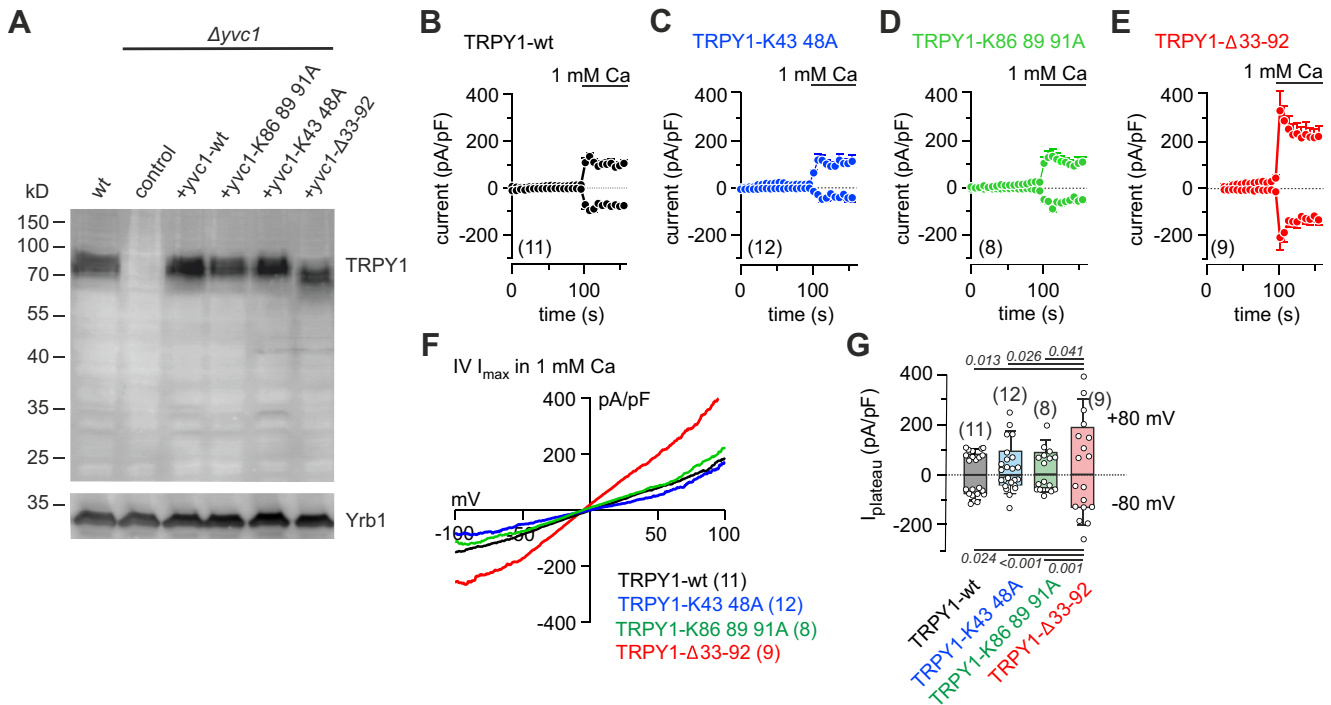 A
Δyvc1
wt
control
+yvc1-wt
+yvc1-K86 89 91A
+yvc1-K43 48A
+yvc1-Δ33-92
kD
150
100
70
55
40
35
25
35
TRPY1
Yrb1
B
TRPY1-wt
1 mM Ca
current (pA/pF)
400
200
0
-200
(11)
0
100
time (s)
C
TRPY1-K43 48A
1 mM Ca
current (pA/pF)
400
200
0
-200
(12)
0
100
time (s)
D
TRPY1-K86 89 91A
1 mM Ca
current (pA/pF)
400
200
0
-200
(8)
0
100
time (s)
E
TRPY1-Δ33-92
1 mM Ca
current (pA/pF)
400
200
0
-200
(9)
0
100
time (s)
F
IV Imax in 1 mM Ca
pA/pF
400
200
mV
-100
-50
0
50
100
-200
-400
TRPY1-wt (11)
TRPY1-K43 48A (12)
TRPY1-K86 89 91A (8)
TRPY1-Δ33-92 (9)
G
0.013
0.026
0.041
Iplateau (pA/pF)
400
200
0
-200
(11)
(12)
(8)
(9)
+80 mV
-80 mV
0.024
<0.001
0.001
TRPY1-wt
TRPY1-K43 48A
TRPY1-K86 89 91A
TRPY1-Δ33-92